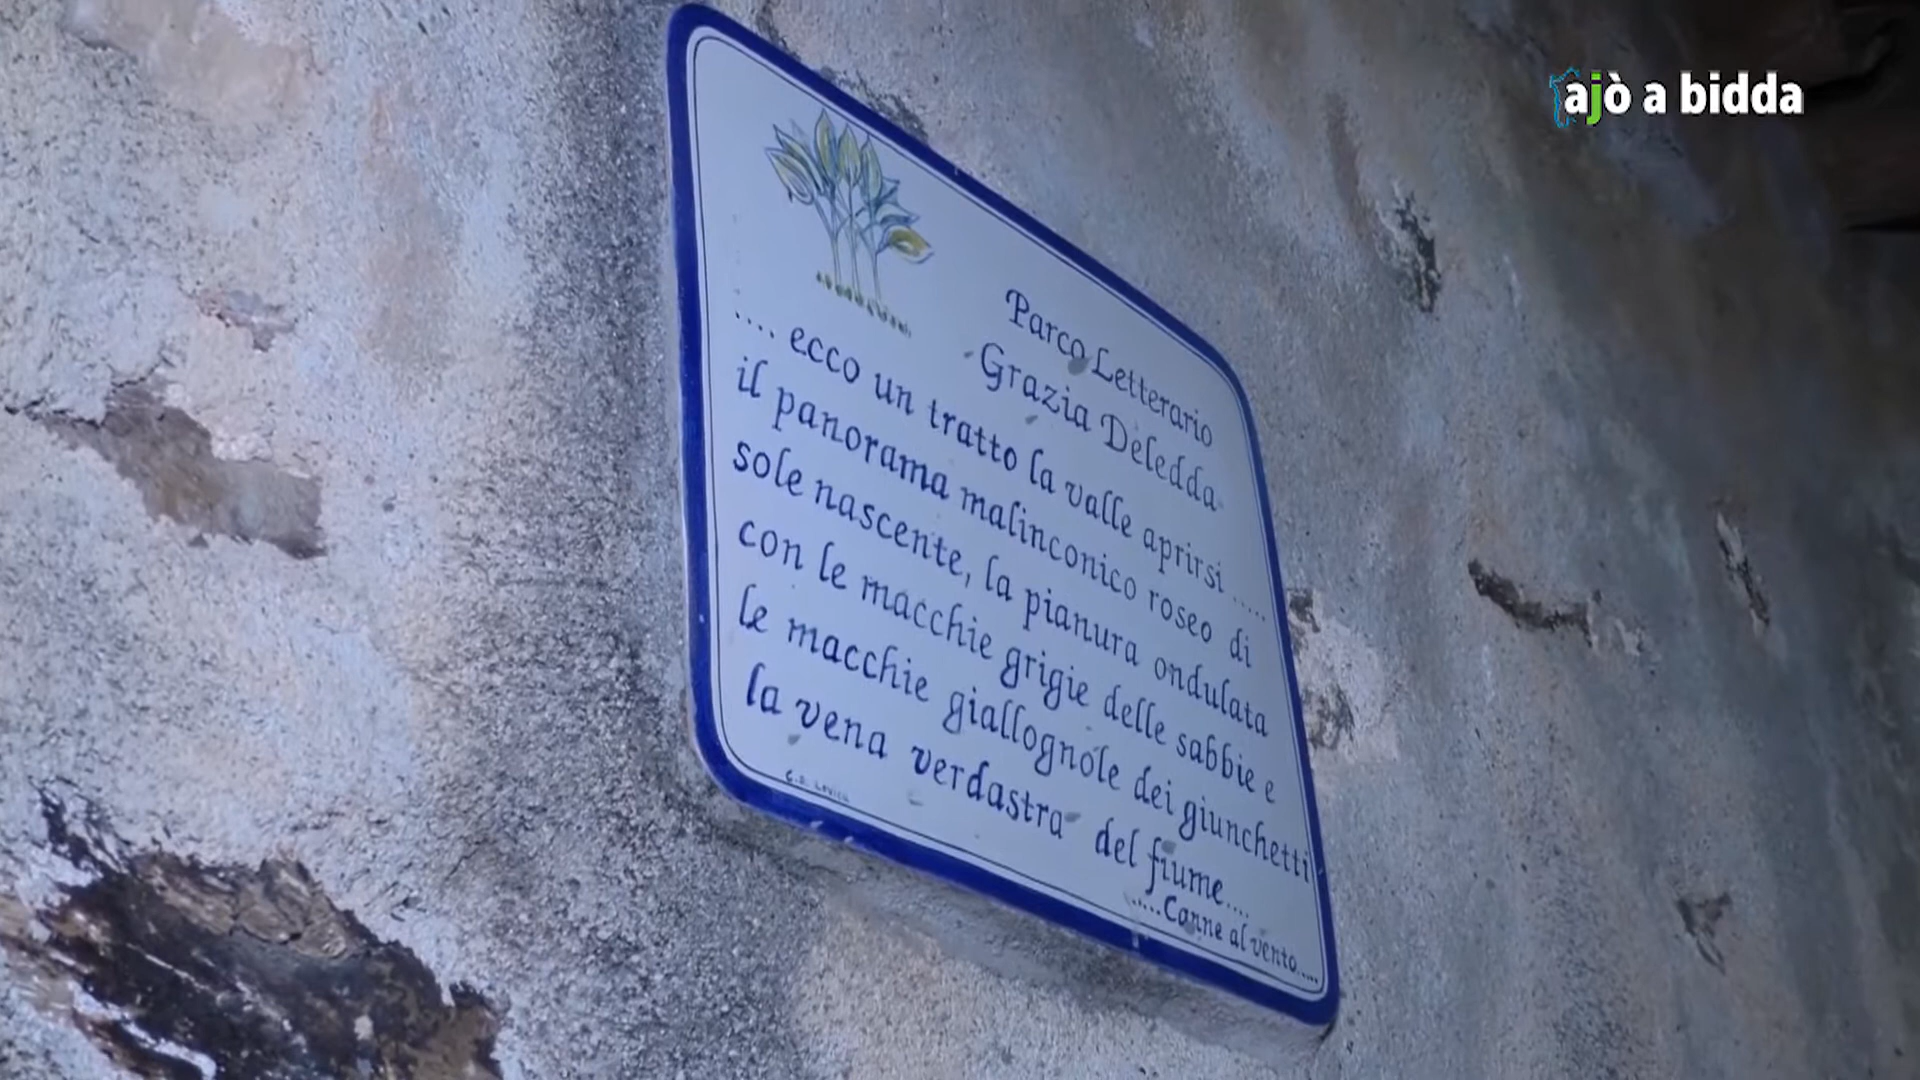 ajò a bidda
Parco Letterario
Grazia Deledda
.... ecco un tratto la valle aprirsi ......
il panorama malinconico roseo di
sole nascente, la pianura ondulata
con le macchie grigie delle sabbie e
le macchie giallognole dei giunchetti
la vena verdastra del fiume....
.....Canne al vento.....